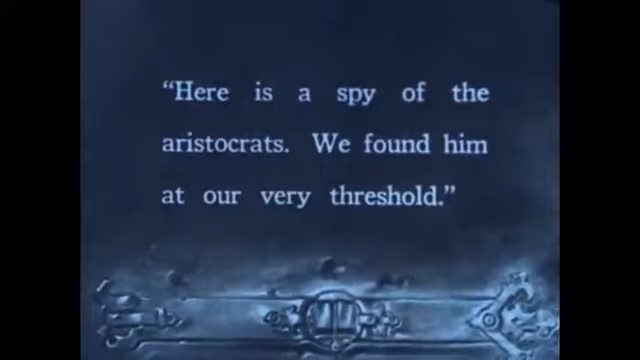 “Here is a spy of the
aristocrats. We found him
at our very threshold.”